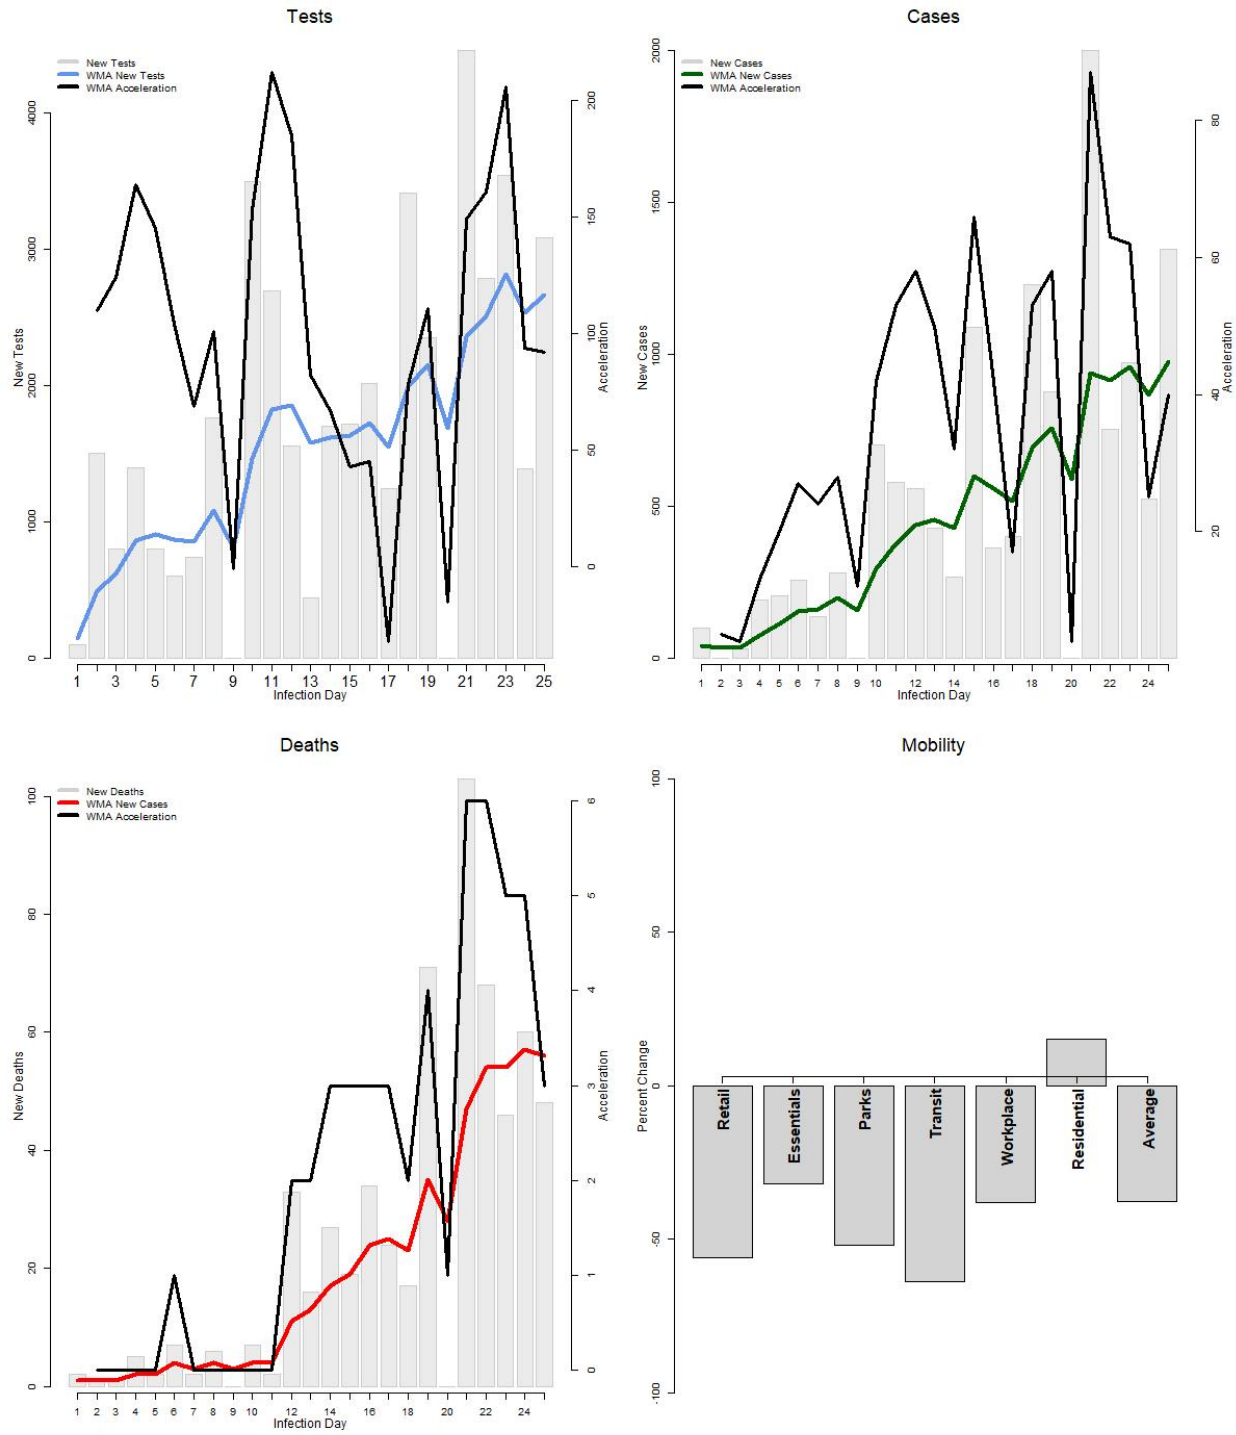 Tests
New Tests
WMA New Tests
WMA Acceleration
0 1000 2000 3000 4000
New Tests
0 50 100 150 200
Acceleration
1 3 5 7 9 11 13 15 17 19 21 23 25
Infection Day
Cases
New Cases
WMA New Cases
WMA Acceleration
0 500 1000 1500 2000
New Cases
20 40 60 80
Acceleration
1 2 3 4 5 6 7 8 9 10 12 14 16 18 20 22 24
Infection Day
Deaths
New Deaths
WMA New Cases
WMA Acceleration
0 20 40 60 80 100
New Deaths
0 1 2 3 4 5 6
Acceleration
1 2 3 4 5 6 7 8 9 10 12 14 16 18 20 22 24
Infection Day
Mobility
-100 -50 0 50 100
Percent Change
Retail
Essentials
Parks
Transit
Workplace
Residential
Average